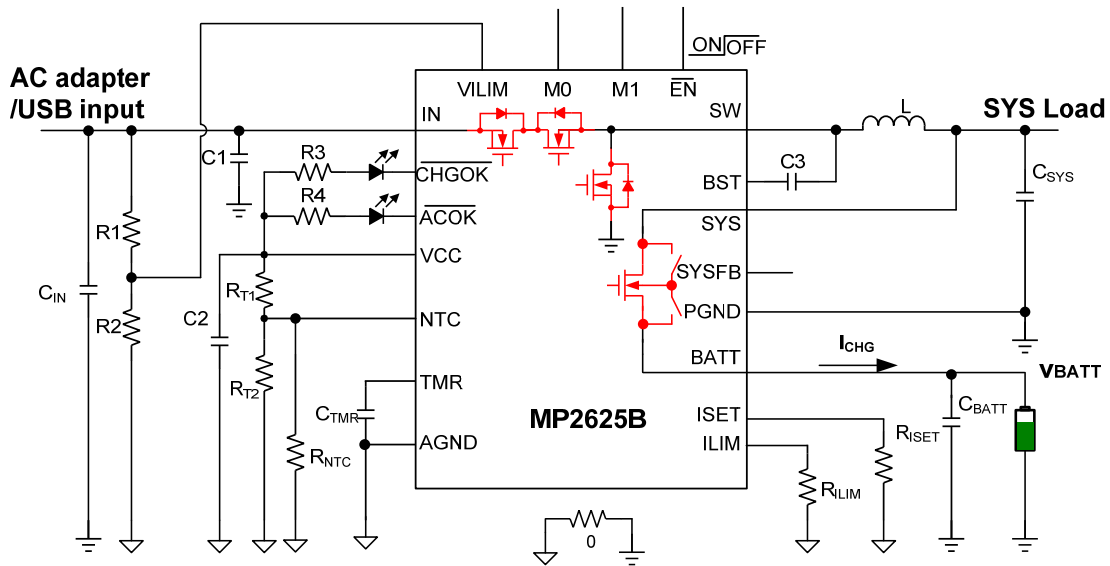 ON OFF
VILIM M0 M1 EN
AC adapter
/USB input
IN
SW
L
SYS Load
C1
R3
CHGOK
C3
BST
CSYS
R4
ACOK
SYS
R1
VCC
SYSFB
CIN
RT1
C2
R2
NTC
PGND
BATT
ICHG
VBATT
RT2
TMR
CTMR
MP2625B
ISET
CBATT
AGND
ILIM
RISET
RNTC
RILIM
0